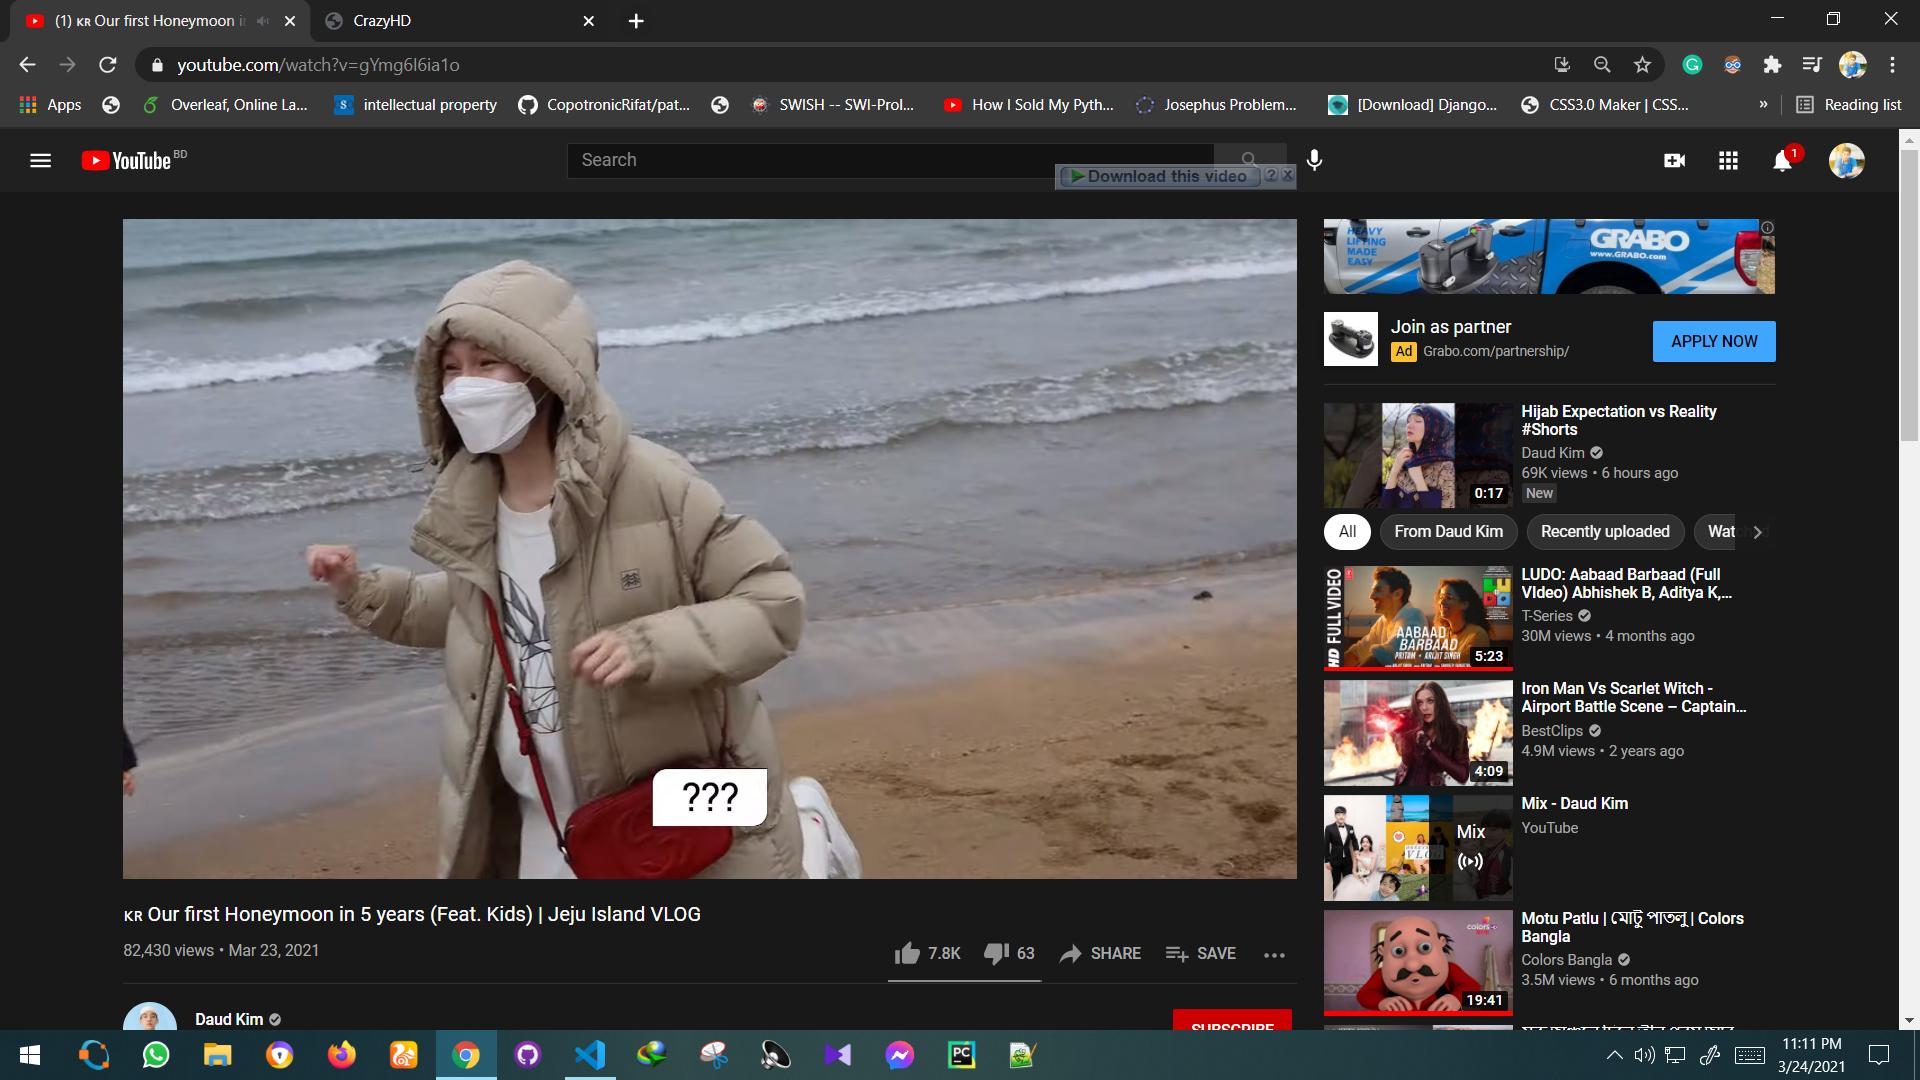 (1) ᴋʀ Our first Honeymoon i
CrazyHD
youtube.com/watch?v=gYmg6l6ia1o
Apps
Overleaf, Online La...
intellectual property
CopotronicRifat/pat...
SWISH -- SWI-Prol...
How I Sold My Pyth...
Josephus Problem...
[Download] Django...
CSS3.0 Maker | CSS...
»
Reading list
YouTube BD
Search
Download this video
1
HEAVY
LIFTING
MADE
EASY
GRABO
www.GRABO.com
Join as partner
Ad Grabo.com/partnership/
APPLY NOW
Hijab Expectation vs Reality
#Shorts
Daud Kim
69K views • 6 hours ago
New
0:17
All
From Daud Kim
Recently uploaded
LUDO: Aabaad Barbaad (Full
VIdeo) Abhishek B, Aditya K,...
T-Series
30M views • 4 months ago
HD FULL VIDEO
AABAAD
BARBAAD
PRITAM • ARIJIT SINGH
5:23
Iron Man Vs Scarlet Witch -
Airport Battle Scene – Captain...
BestClips
4.9M views • 2 years ago
4:09
Mix - Daud Kim
YouTube
Mix
Motu Patlu | মোটু পাতলু | Colors
Bangla
Colors Bangla
3.5M views • 6 months ago
19:41
???
ᴋʀ Our first Honeymoon in 5 years (Feat. Kids) | Jeju Island VLOG
82,430 views • Mar 23, 2021
7.8K
63
SHARE
SAVE
Daud Kim
SUBSCRIBE
PC
11:11 PM
3/24/2021